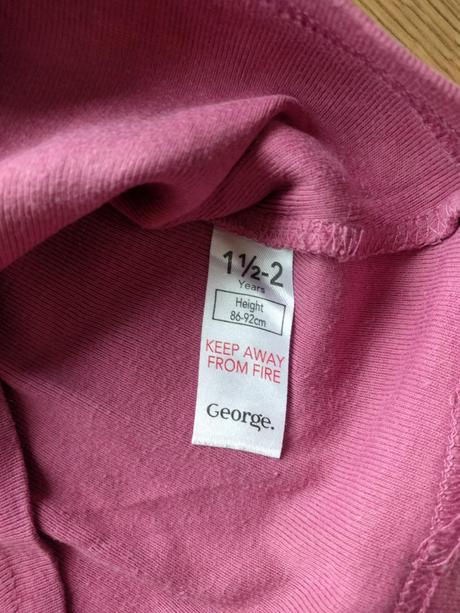 1½-2
Years
Height
86-92cm
KEEP AWAY
FROM FIRE
George.